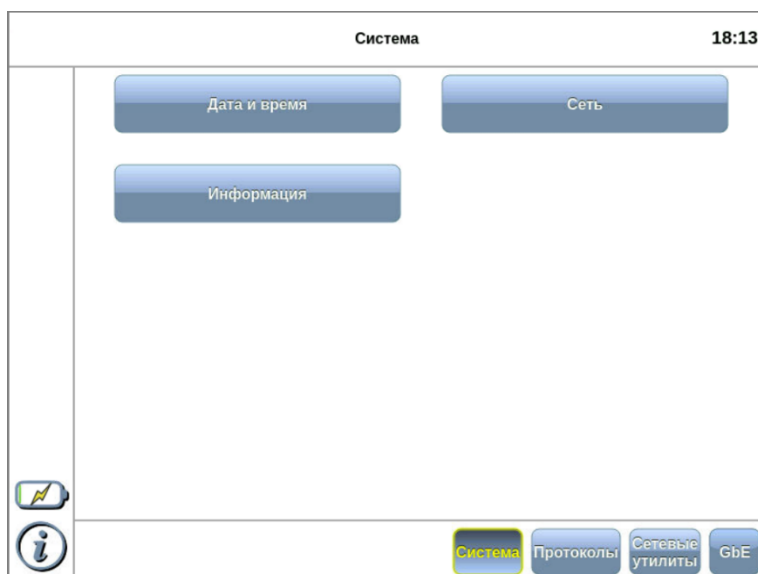 Система
18:13
Дата и время
Сеть
Информация
Система
Протоколы
Сетевые
утилиты
GbE